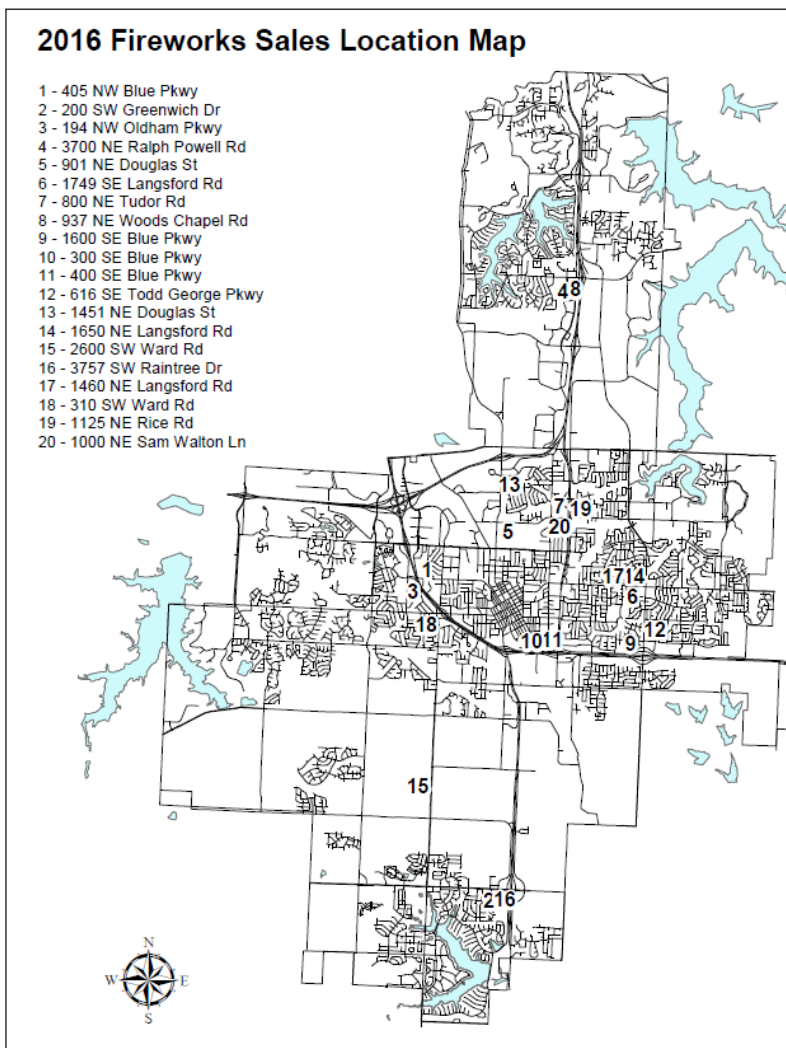 2016 Fireworks Sales Location Map
1 - 405 NW Blue Pkwy
2 - 200 SW Greenwich Dr
3 - 194 NW Oldham Pkwy
4 - 3700 NE Ralph Powell Rd
5 - 901 NE Douglas St
6 - 1749 SE Langsford Rd
7 - 800 NE Tudor Rd
8 - 937 NE Woods Chapel Rd
9 - 1600 SE Blue Pkwy
10 - 300 SE Blue Pkwy
11 - 400 SE Blue Pkwy
12 - 616 SE Todd George Pkwy
13 - 1451 NE Douglas St
14 - 1650 NE Langsford Rd
15 - 2600 SW Ward Rd
16 - 3757 SW Raintree Dr
17 - 1460 NE Langsford Rd
18 - 310 SW Ward Rd
19 - 1125 NE Rice Rd
20 - 1000 NE Sam Walton Ln
4 8
13
7 19
5 20
1 17 14
3 6
18 12
10 11 9
15
2 16
N
W E
S